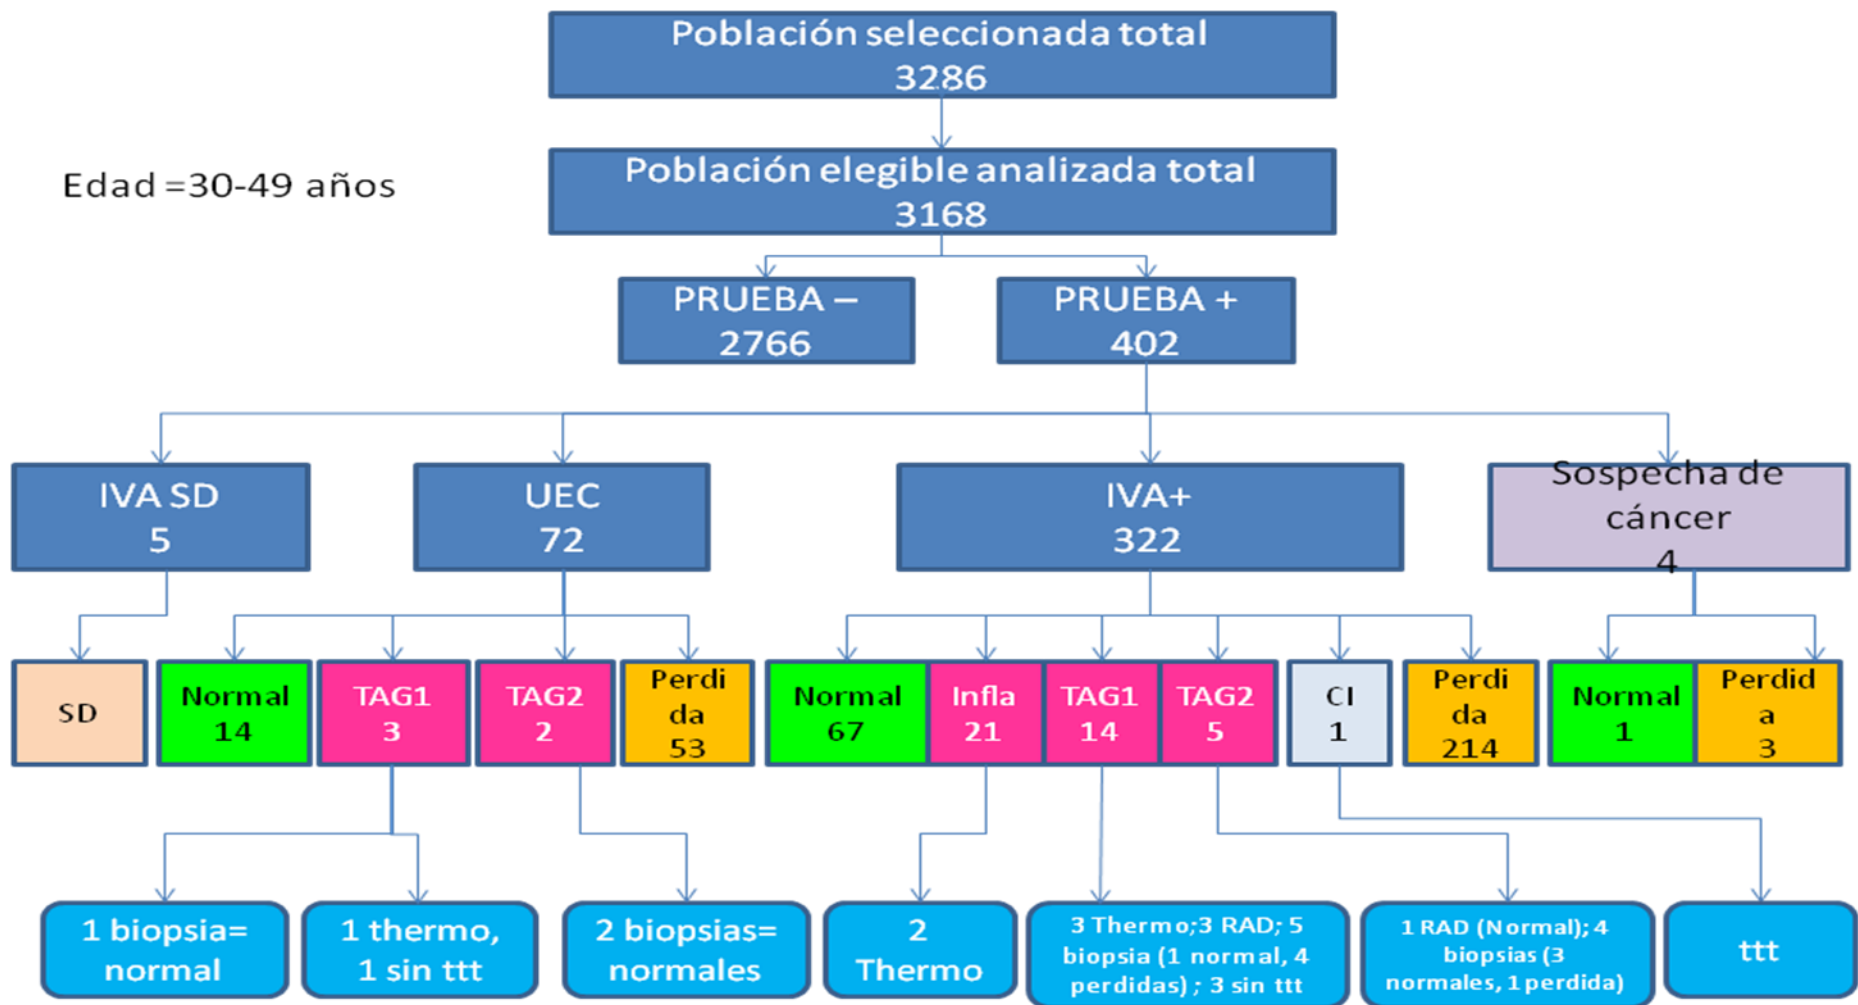 Población seleccionada total
3286
Edad =30-49 años
Población elegible analizada total
3168
PRUEBA –
2766
PRUEBA +
402
IVA SD
5
UEC
72
IVA+
322
Sospecha de
cáncer
4
SD
Normal
14
TAG1
3
TAG2
2
Perdi
da
53
Normal
67
Infla
21
TAG1
14
TAG2
5
CI
1
Perdi
da
214
Normal
1
Perdid
a
3
1 biopsia=
normal
1 thermo,
1 sin ttt
2 biopsias=
normales
2
Thermo
3 Thermo;3 RAD; 5
biopsia (1 normal, 4
perdidas) ; 3 sin ttt
1 RAD (Normal); 4
biopsias (3
normales, 1 perdida)
ttt